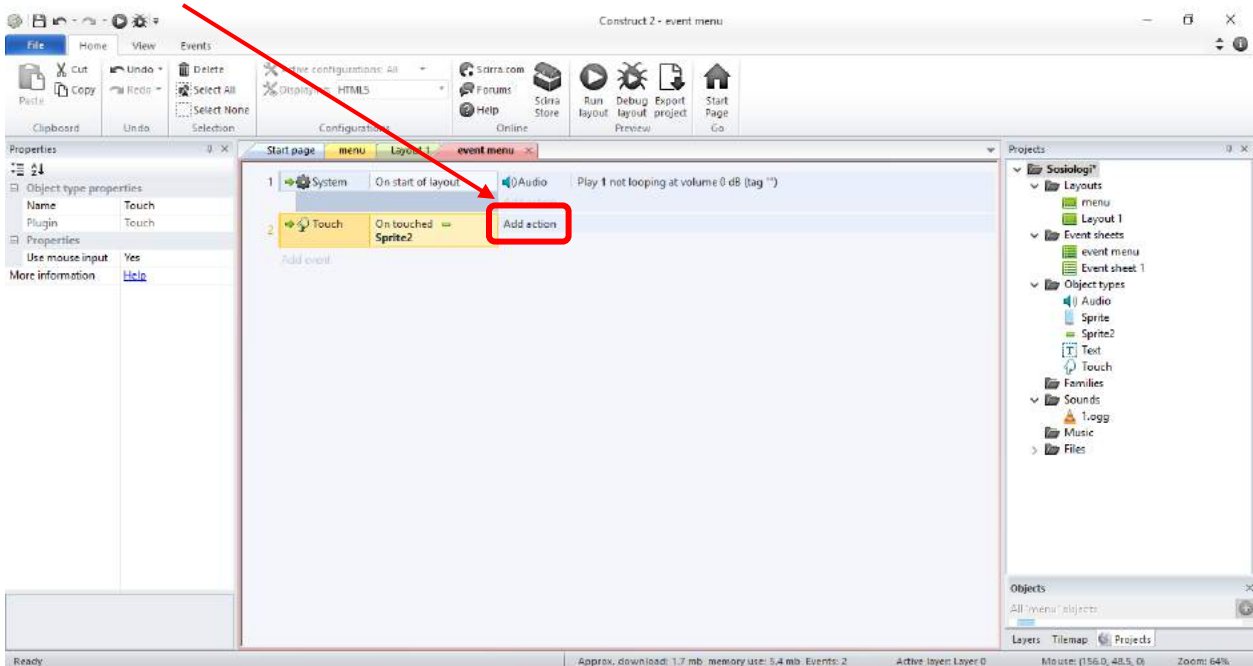 Construct 2 - event menu
File Home View Events
Paste
Cut
Copy
Clipboard
Undo
Redo
Undo
Delete
Select All
Select None
Selection
Active configurations: All
HTML5
Configurations
Scirra.com
Forums
Help
Scirra Store
Online
Run layout
Debug layout
Export project
Preview
Start Page
Go
Properties
Object type properties
Name Touch
Plugin Touch
Properties
Use mouse input Yes
More information Help
Start page menu Layout 1 event menu
1 System On start of layout Audio Play 1 not looping at volume 0 dB (tag "")
Add action
2 Touch On touched Sprite2 Add action
Add event
Projects
Sosiologi*
Layouts
menu
Layout 1
Event sheets
event menu
Event sheet 1
Object types
Audio
Sprite
Sprite2
T Text
Touch
Families
Sounds
1.ogg
Music
Files
Objects
All 'menu' objects
Layers Tilemap Projects
Ready
Approx. download: 1.7 mb memory use: 5.4 mb Events: 2 Active layer: Layer 0 Mouse: (156.0, 48.5, 0) Zoom: 64%